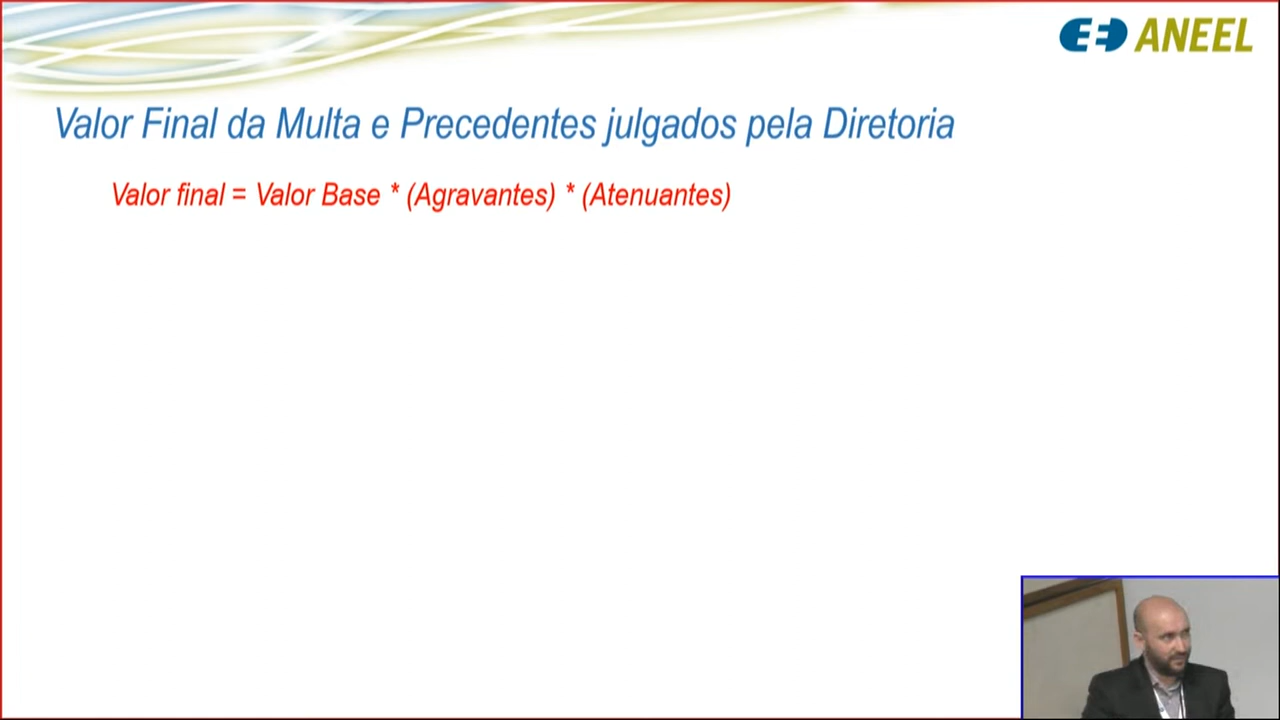 ANEEL
Valor Final da Multa e Precedentes julgados pela Diretoria
Valor final = Valor Base * (Agravantes) * (Atenuantes)